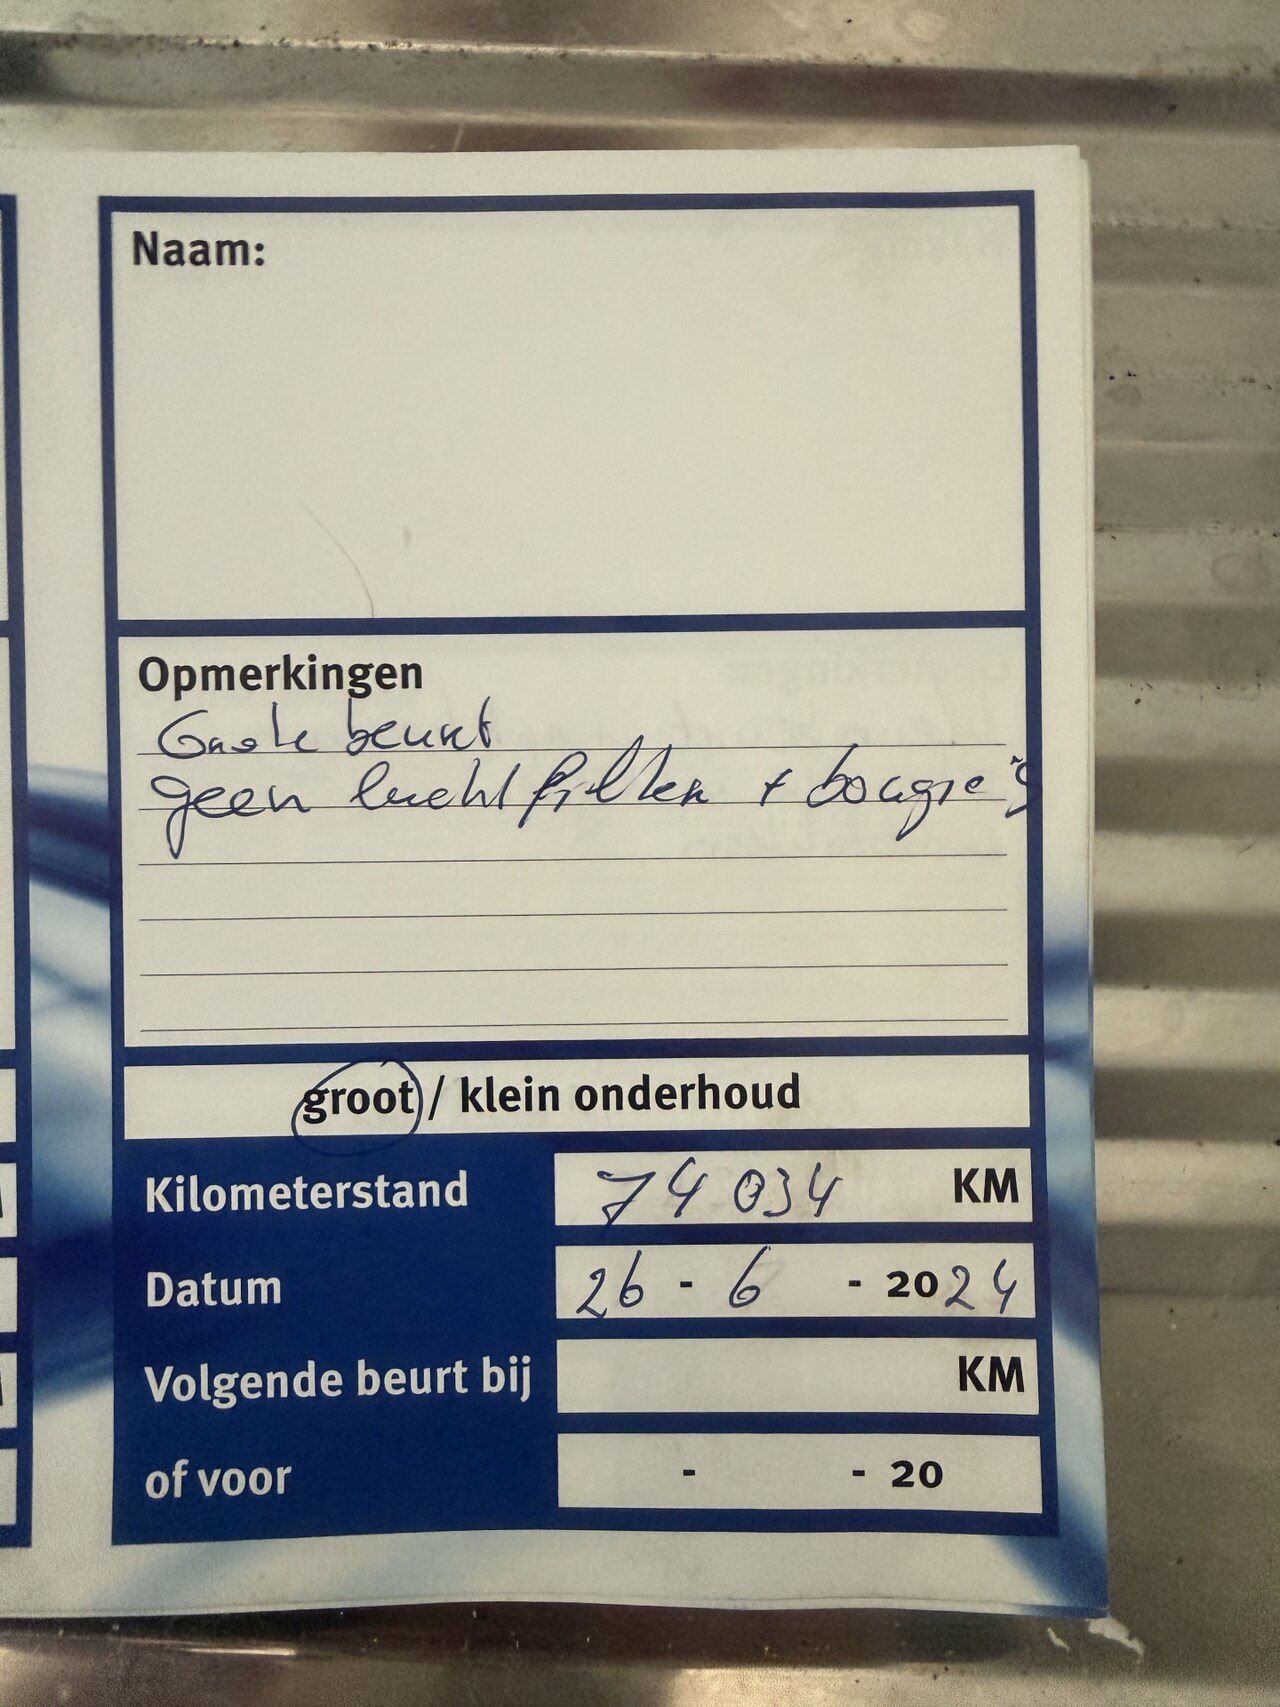 Naam:
Opmerkingen
Grote beurt
geen luchtfilter + bougie's
groot / klein onderhoud
Kilometerstand 74034 KM
Datum 26 - 6 - 2024
Volgende beurt bij KM
of voor - - 20